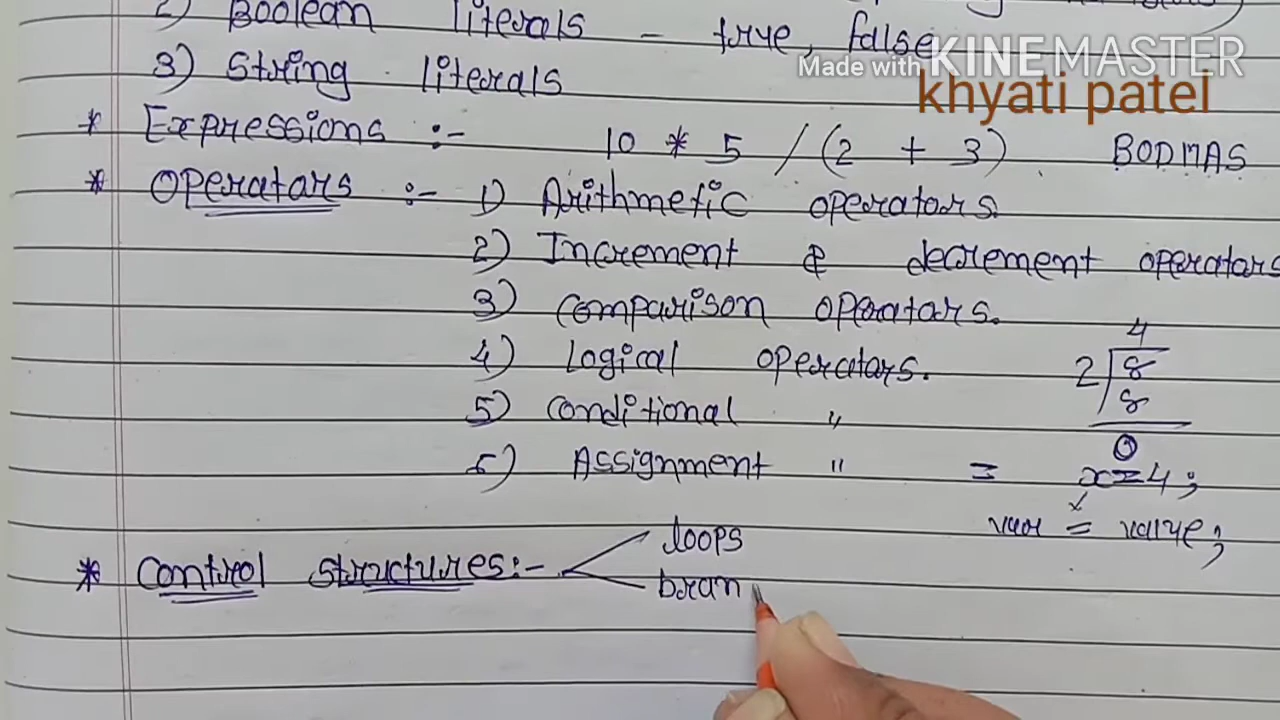 2) Boolean literals - true, false
Made with KINEMASTER
khyati patel
3) String literals
* Expressions :- 10 * 5 / (2 + 3) BODMAS
* Operators :- 1) Arithmetic operators.
2) Increment & decrement operators
3) comparison operators.
4) Logical operators.
5) conditional "
6) Assignment " = x=4;
4
2 8
8
0
var = value;
* Control structures:- loops
bran